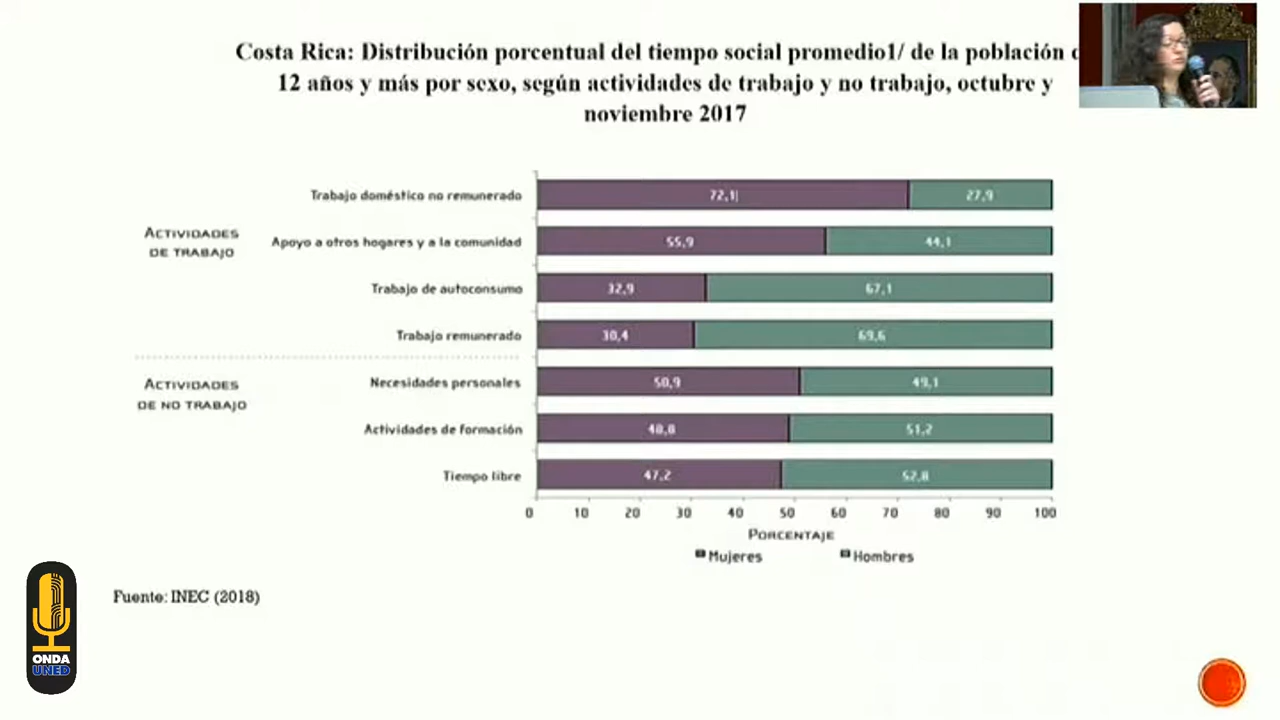 Costa Rica: Distribución porcentual del tiempo social promedio1/ de la población
12 años y más por sexo, según actividades de trabajo y no trabajo, octubre y
noviembre 2017
ACTIVIDADES
DE TRABAJO
Trabajo doméstico no remunerado 72,1 27,9
Apoyo a otros hogares y a la comunidad 55,9 44,1
Trabajo de autoconsumo 32,9 67,1
Trabajo remunerado 30,4 69,6
ACTIVIDADES
DE NO TRABAJO
Necesidades personales 50,9 49,1
Actividades de formación 48,8 51,2
Tiempo libre 47,2 52,8
0 10 20 30 40 50 60 70 80 90 100
PORCENTAJE
Mujeres Hombres
Fuente: INEC (2018)
ONDA
UNED